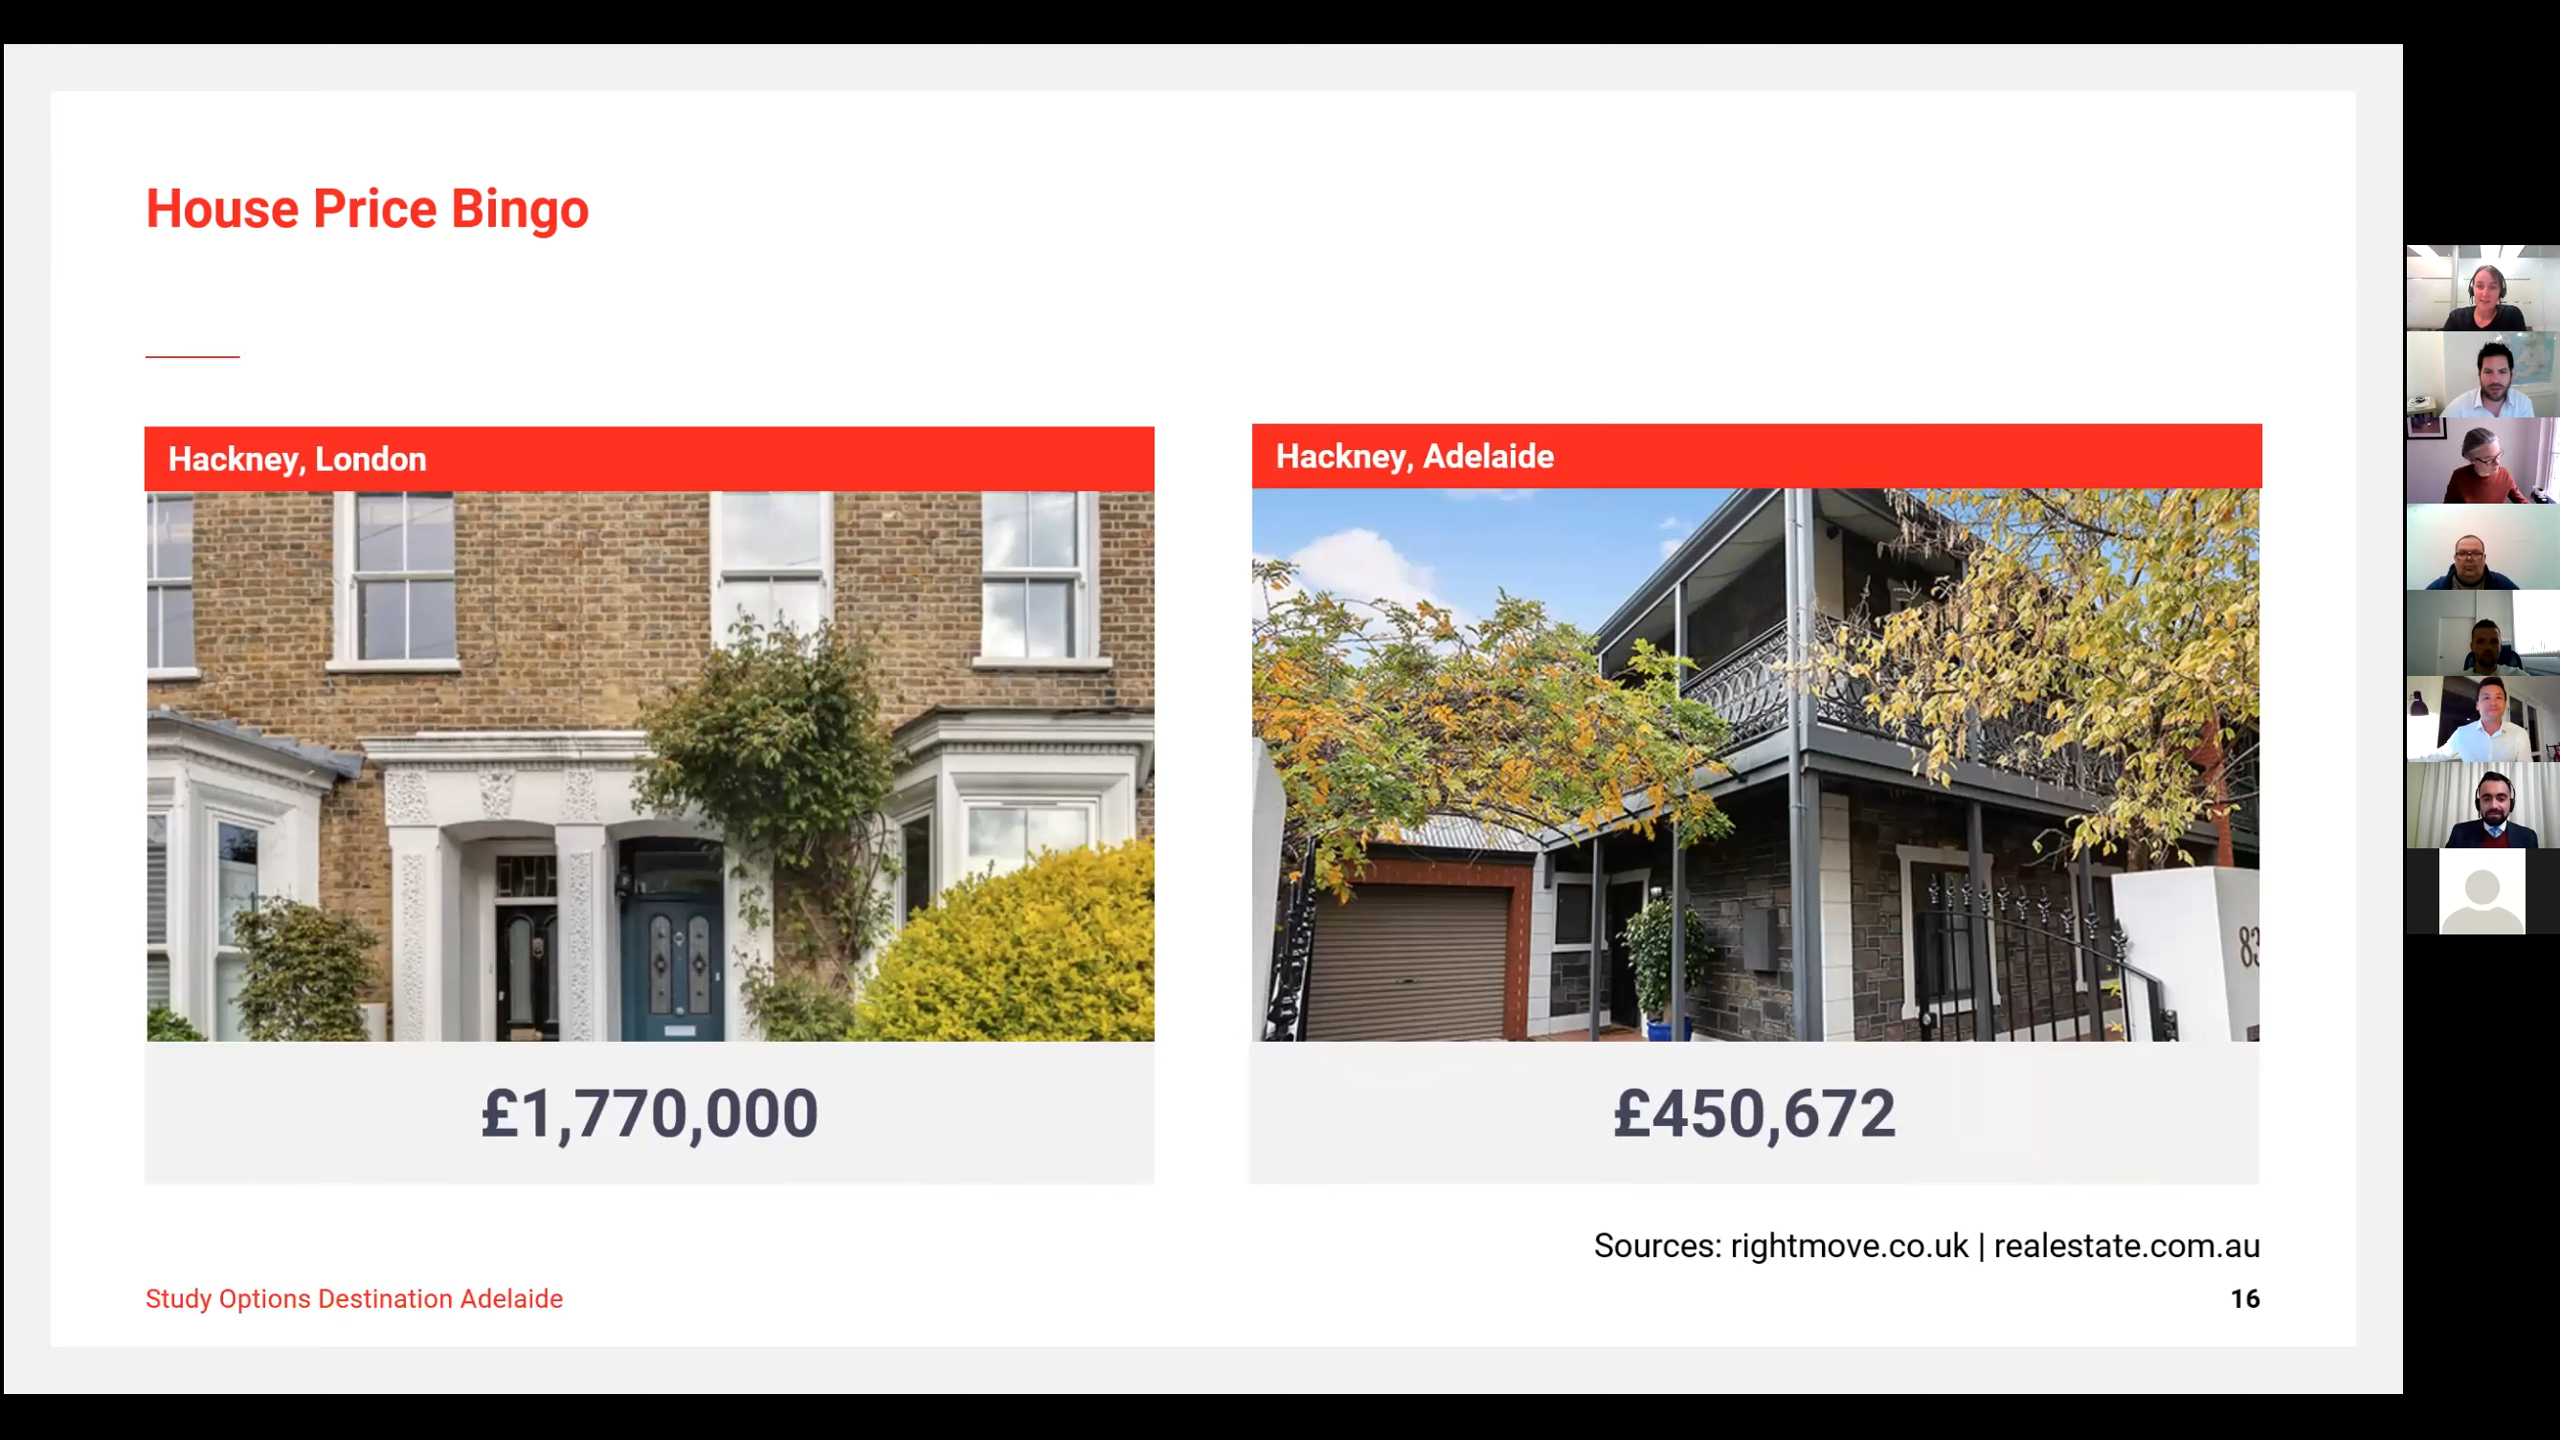 House Price Bingo
Hackney, London
Hackney, Adelaide
83
£1,770,000
£450,672
Sources: rightmove.co.uk | realestate.com.au
Study Options Destination Adelaide
16